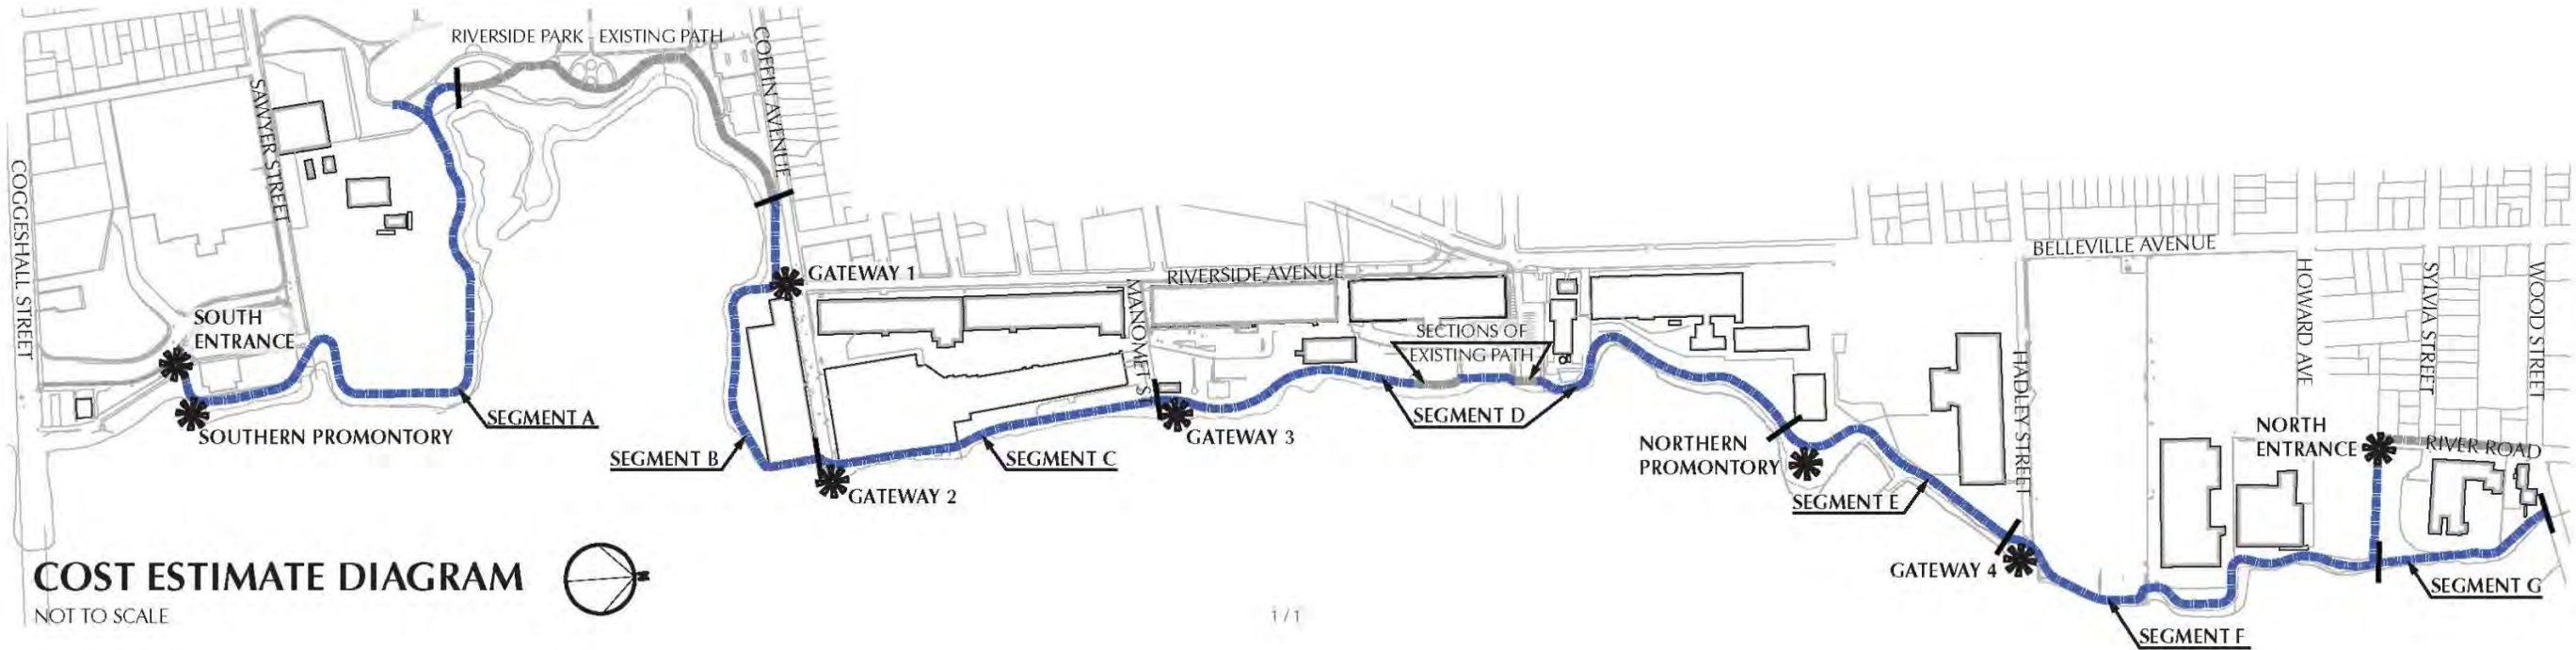 RIVERSIDE PARK - EXISTING PATH
COFFIN AVENUE
SAWYER STREET
COGGESHALL STREET
SOUTH
ENTRANCE
SOUTHERN PROMONTORY
SEGMENT A
GATEWAY 1
SEGMENT B
GATEWAY 2
SEGMENT C
MANOMET ST
RIVERSIDE AVENUE
GATEWAY 3
SECTIONS OF
EXISTING PATH
SEGMENT D
NORTHERN
PROMONTORY
SEGMENT E
HADLEY STREET
BELLEVILLE AVENUE
GATEWAY 4
HOWARD AVE
SYLVIA STREET
WOOD STREET
NORTH
ENTRANCE
RIVER ROAD
SEGMENT G
SEGMENT F
COST ESTIMATE DIAGRAM
NOT TO SCALE
1 / 1